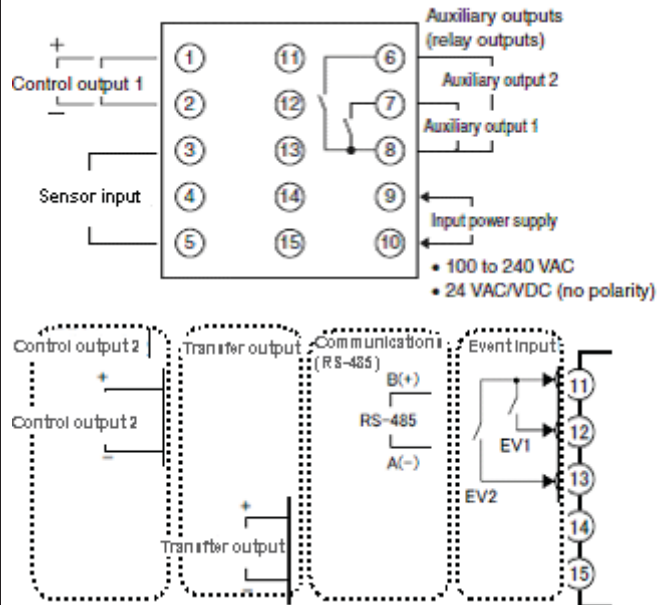 Auxiliary outputs
(relay outputs)
+
Control output 1
−
Sensor input
1
2
3
4
5
11
12
13
14
15
6
7
8
9
10
Auxiliary output 2
Auxiliary output 1
Input power supply
• 100 to 240 VAC
• 24 VAC/VDC (no polarity)
Control output 2
+
Control output 2
−
Transfer output
+
Transfer output
−
Communications
(RS-485)
B(+)
RS-485
A(−)
Event input
EV1
EV2
11
12
13
14
15